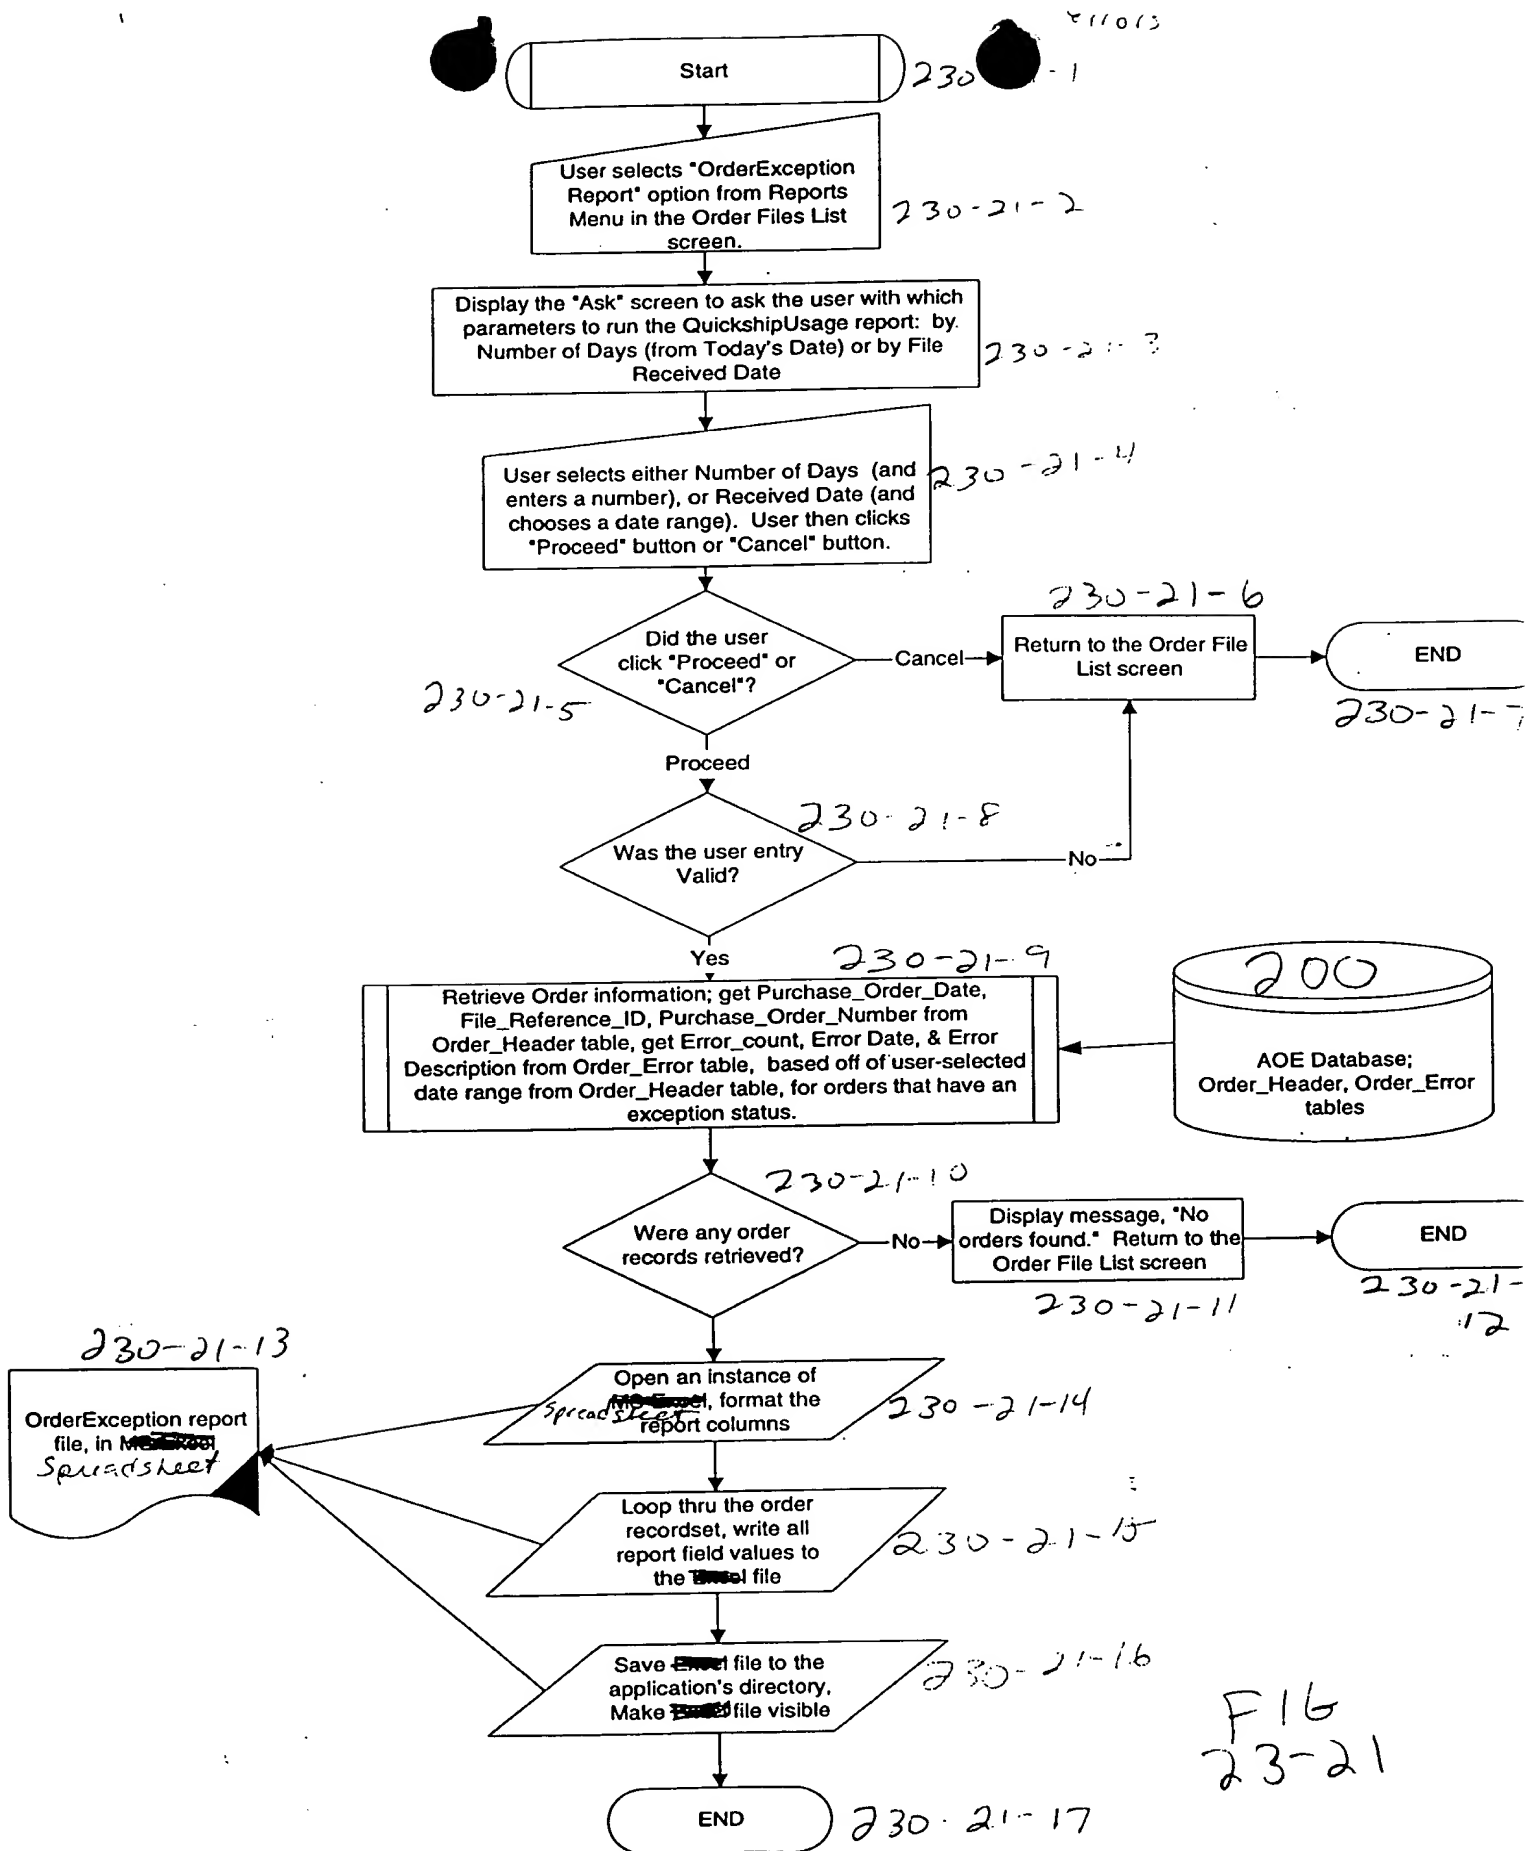 errors
Start
230 -1
User selects "OrderException
Report" option from Reports
Menu in the Order Files List
screen.
230-21-2
Display the "Ask" screen to ask the user with which
parameters to run the QuickshipUsage report: by.
Number of Days (from Today's Date) or by File
Received Date
230-21-3
User selects either Number of Days (and
enters a number), or Received Date (and
chooses a date range). User then clicks
"Proceed" button or "Cancel" button.
230-21-4
Did the user
click "Proceed" or
"Cancel"?
230-21-5
Cancel
230-21-6
Return to the Order File
List screen
END
230-21-7
Proceed
230-21-8
Was the user entry
Valid?
No
Yes
230-21-9
Retrieve Order information; get Purchase_Order_Date,
File_Reference_ID, Purchase_Order_Number from
Order_Header table, get Error_count, Error Date, & Error
Description from Order_Error table, based off of user-selected
date range from Order_Header table, for orders that have an
exception status.
200
AOE Database;
Order_Header, Order_Error
tables
230-21-10
Were any order
records retrieved?
No
Display message, "No
orders found." Return to the
Order File List screen
230-21-11
END
230-21-
12
230-21-13
OrderException report
file, in
Spreadsheet
Open an instance of
Spreadsheet, format the
report columns
230-21-14
Loop thru the order
recordset, write all
report field values to
the file
230-21-15
Save Excel file to the
application's directory,
Make file visible
230-21-16
END
230-21-17
FIG
23-21